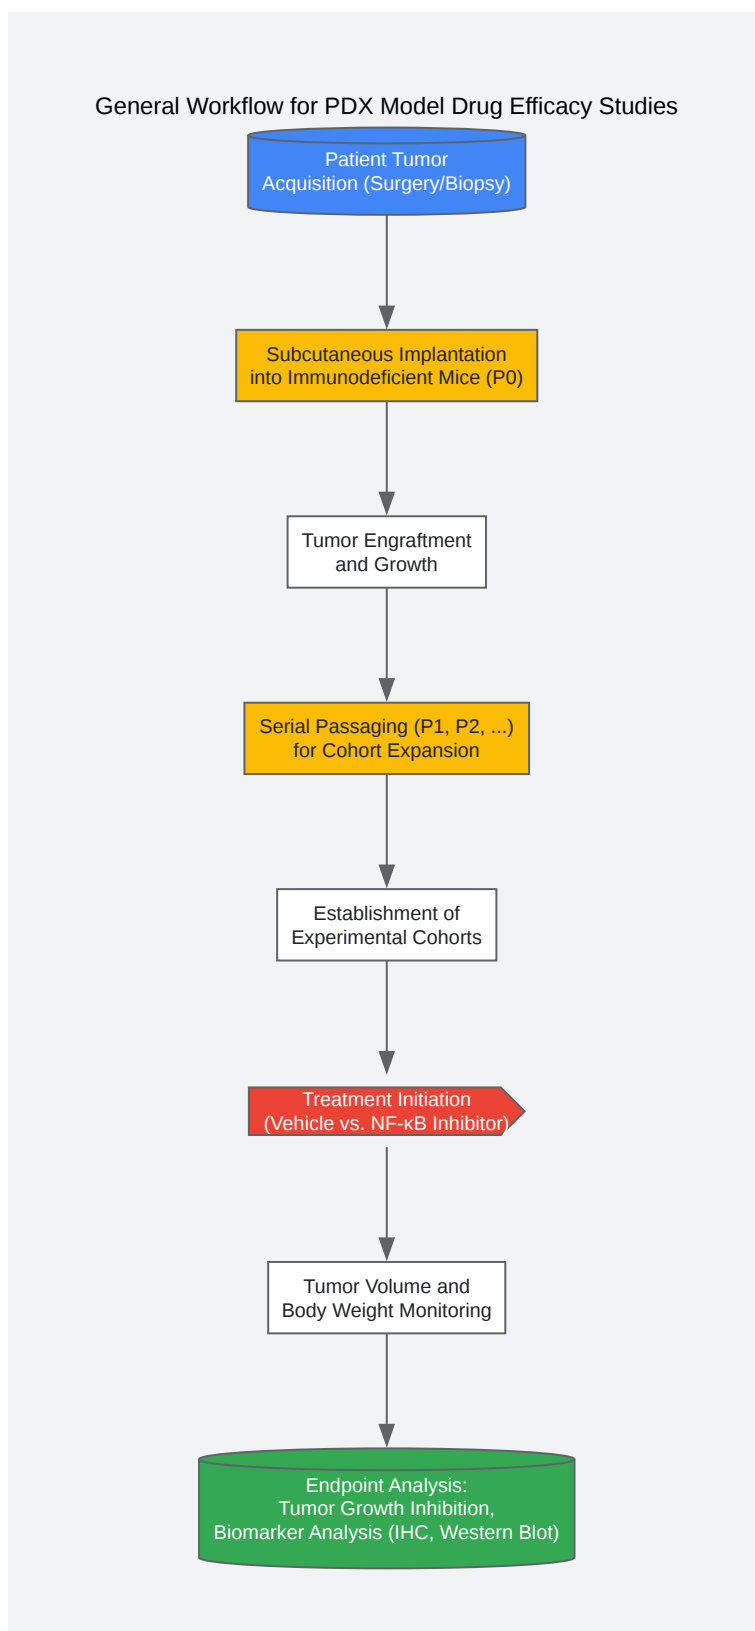 General Workflow for PDX Model Drug Efficacy Studies
Patient Tumor
Acquisition (Surgery/Biopsy)
Subcutaneous Implantation
into Immunodeficient Mice (P0)
Tumor Engraftment
and Growth
Serial Passaging (P1, P2, ...)
for Cohort Expansion
Establishment of
Experimental Cohorts
Treatment Initiation
(Vehicle vs. NF-κB Inhibitor)
Tumor Volume and
Body Weight Monitoring
Endpoint Analysis:
Tumor Growth Inhibition,
Biomarker Analysis (IHC, Western Blot)